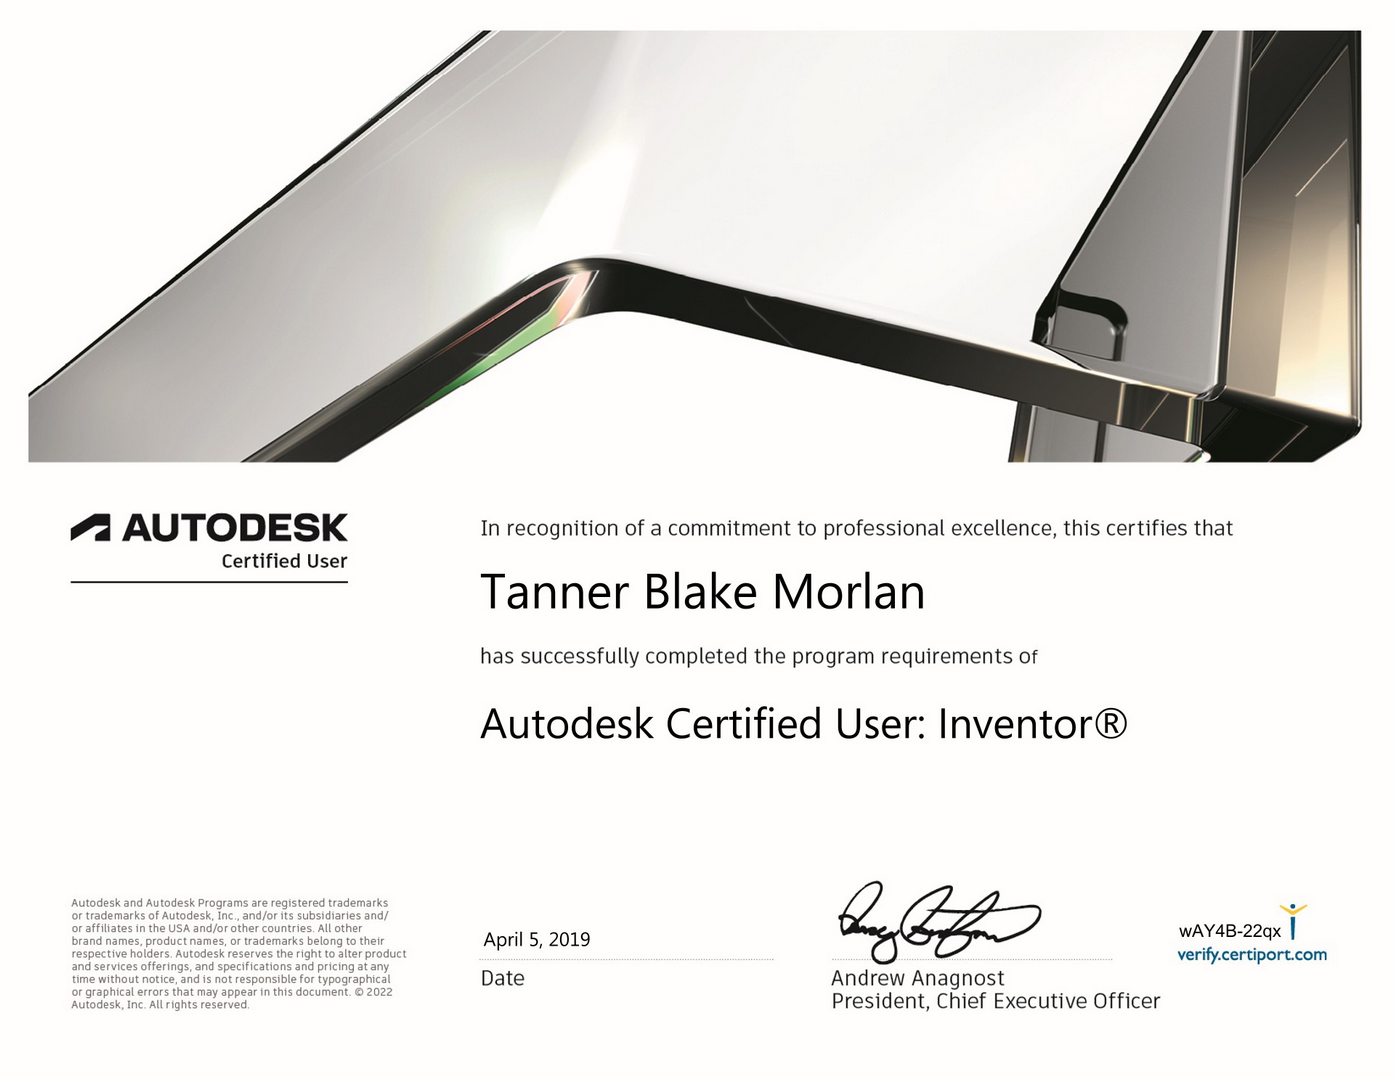 AUTODESK
Certified User
In recognition of a commitment to professional excellence, this certifies that
Tanner Blake Morlan
has successfully completed the program requirements of
Autodesk Certified User: Inventor®
Autodesk and Autodesk Programs are registered trademarks
or trademarks of Autodesk, Inc., and/or its subsidiaries and/
or affiliates in the USA and/or other countries. All other
brand names, product names, or trademarks belong to their
respective holders. Autodesk reserves the right to alter product
and services offerings, and specifications and pricing at any
time without notice, and is not responsible for typographical
or graphical errors that may appear in this document. © 2022
Autodesk, Inc. All rights reserved.
April 5, 2019
Date
Andrew Anagnost
President, Chief Executive Officer
wAY4B-22qx
verify.certiport.com